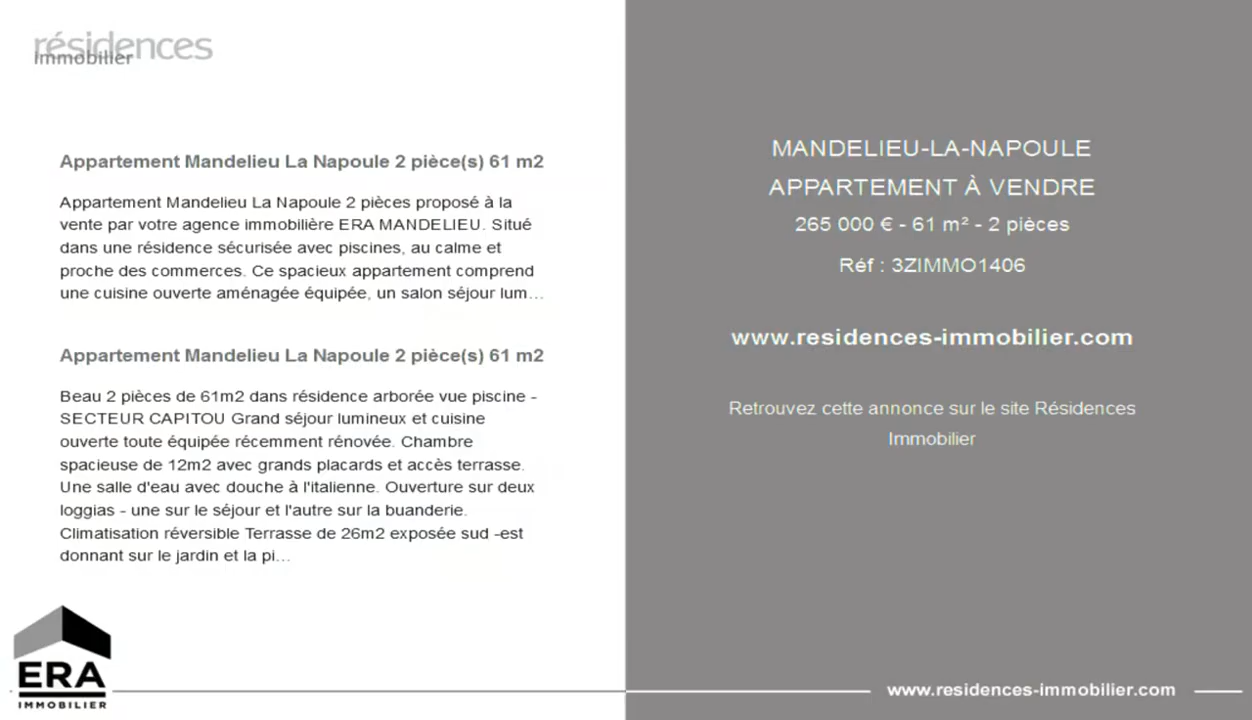 résidences
Immobilier
Appartement Mandelieu La Napoule 2 pièce(s) 61 m2
Appartement Mandelieu La Napoule 2 pièces proposé à la
vente par votre agence immobilière ERA MANDELIEU. Situé
dans une résidence sécurisée avec piscines, au calme et
proche des commerces. Ce spacieux appartement comprend
une cuisine ouverte aménagée équipée, un salon séjour lum...
Appartement Mandelieu La Napoule 2 pièce(s) 61 m2
Beau 2 pièces de 61m2 dans résidence arborée vue piscine -
SECTEUR CAPITOU Grand séjour lumineux et cuisine
ouverte toute équipée récemment rénovée. Chambre
spacieuse de 12m2 avec grands placards et accès terrasse.
Une salle d'eau avec douche à l'italienne. Ouverture sur deux
loggias - une sur le séjour et l'autre sur la buanderie.
Climatisation réversible Terrasse de 26m2 exposée sud -est
donnant sur le jardin et la pi...
ERA
IMMOBILIER
MANDELIEU-LA-NAPOULE
APPARTEMENT À VENDRE
265 000 € - 61 m² - 2 pièces
Réf : 3ZIMMO1406
www.residences-immobilier.com
Retrouvez cette annonce sur le site Résidences
Immobilier
www.residences-immobilier.com